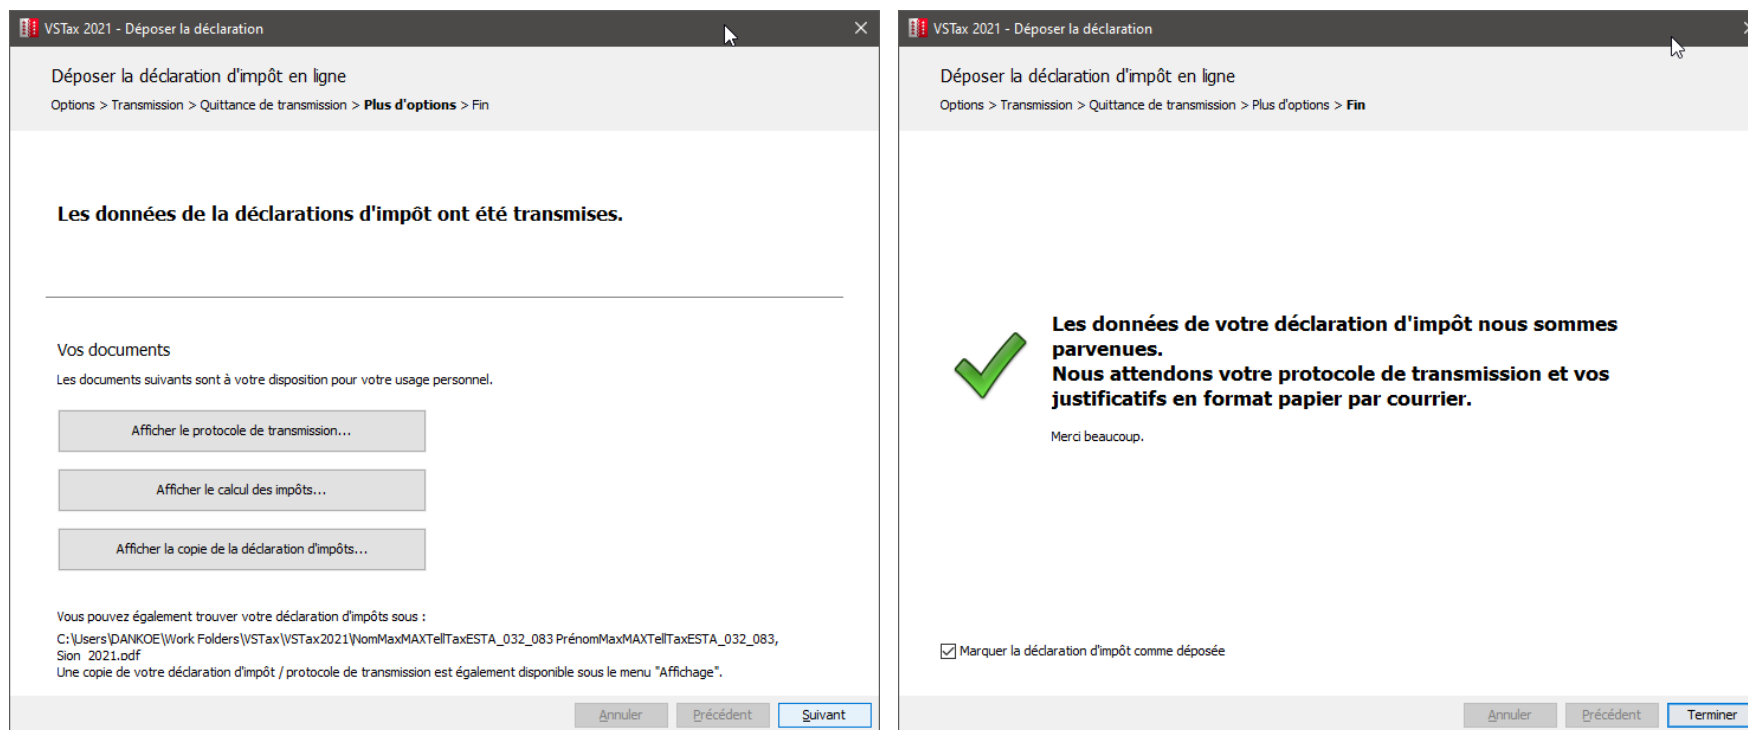 VSTax 2021 - Déposer la déclaration
Déposer la déclaration d'impôt en ligne
Options > Transmission > Quittance de transmission > Plus d'options > Fin
Les données de la déclarations d'impôt ont été transmises.
Vos documents
Les documents suivants sont à votre disposition pour votre usage personnel.
Afficher le protocole de transmission...
Afficher le calcul des impôts...
Afficher la copie de la déclaration d'impôts...
Vous pouvez également trouver votre déclaration d'impôts sous :
C:\Users\DANKOE\Work Folders\VSTax\VSTax2021\NomMaxMAXTellTaxESTA_032_083 PrénomMaxMAXTellTaxESTA_032_083,
Sion_2021.pdf
Une copie de votre déclaration d'impôt / protocole de transmission est également disponible sous le menu "Affichage".
Annuler
Précédent
Suivant
VSTax 2021 - Déposer la déclaration
Déposer la déclaration d'impôt en ligne
Options > Transmission > Quittance de transmission > Plus d'options > Fin
Les données de votre déclaration d'impôt nous sommes
parvenues.
Nous attendons votre protocole de transmission et vos
justificatifs en format papier par courrier.
Merci beaucoup.
Marquer la déclaration d'impôt comme déposée
Annuler
Précédent
Terminer